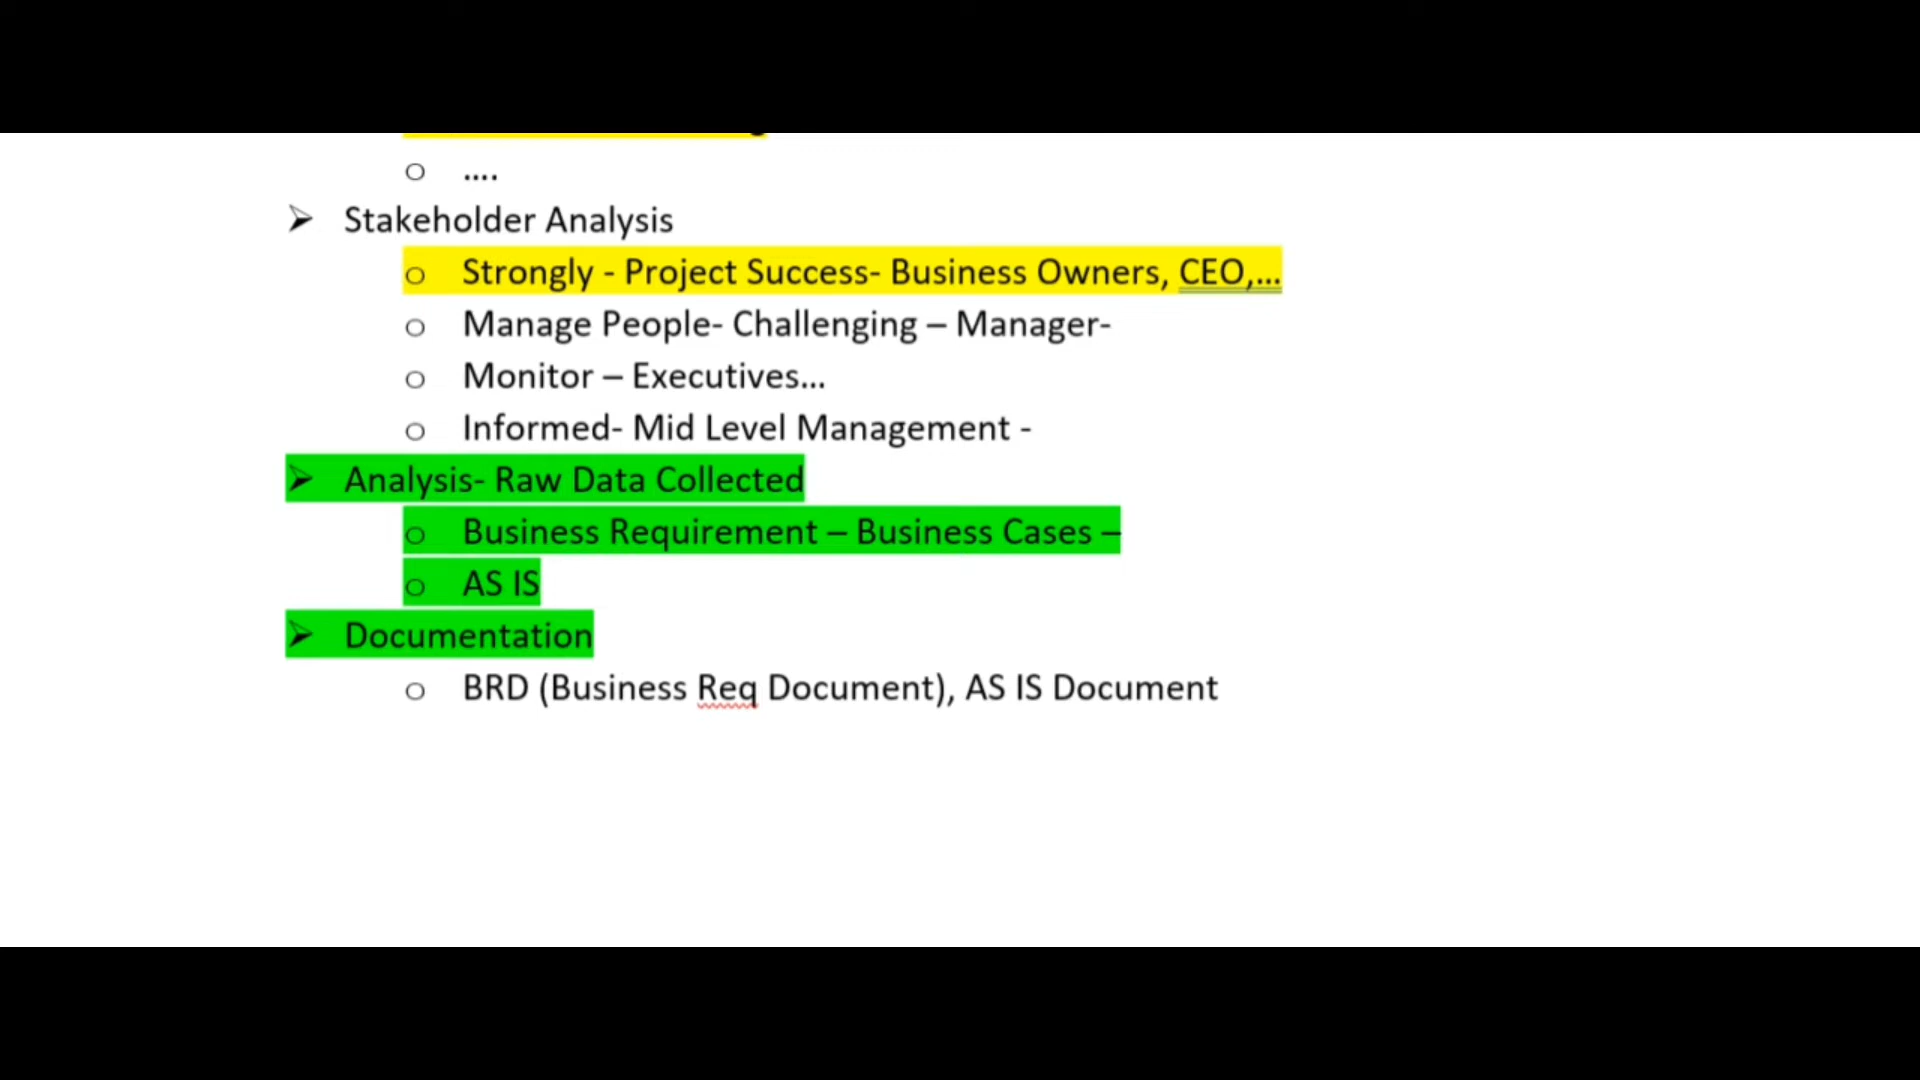 ….
Stakeholder Analysis
Strongly - Project Success- Business Owners, CEO,…
Manage People- Challenging – Manager-
Monitor – Executives…
Informed- Mid Level Management -
Analysis- Raw Data Collected
Business Requirement – Business Cases –
AS IS
Documentation
BRD (Business Req Document), AS IS Document